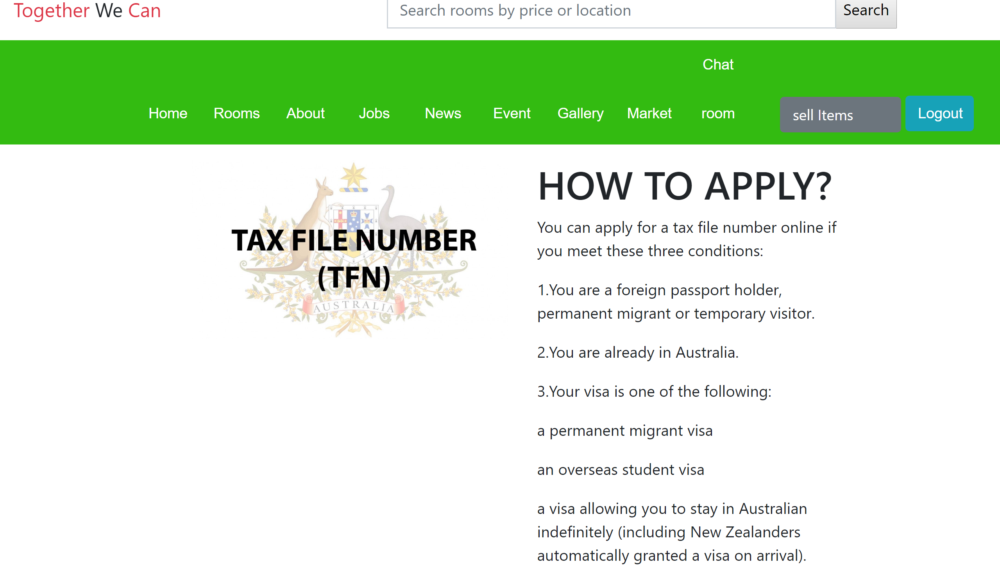 Together We Can
Search rooms by price or location
Search
Home
Rooms
About
Jobs
News
Event
Gallery
Market
Chat
room
sell Items
Logout
TAX FILE NUMBER
(TFN)
AUSTRALIA
HOW TO APPLY?
You can apply for a tax file number online if
you meet these three conditions:
1.You are a foreign passport holder,
permanent migrant or temporary visitor.
2.You are already in Australia.
3.Your visa is one of the following:
a permanent migrant visa
an overseas student visa
a visa allowing you to stay in Australian
indefinitely (including New Zealanders
automatically granted a visa on arrival).